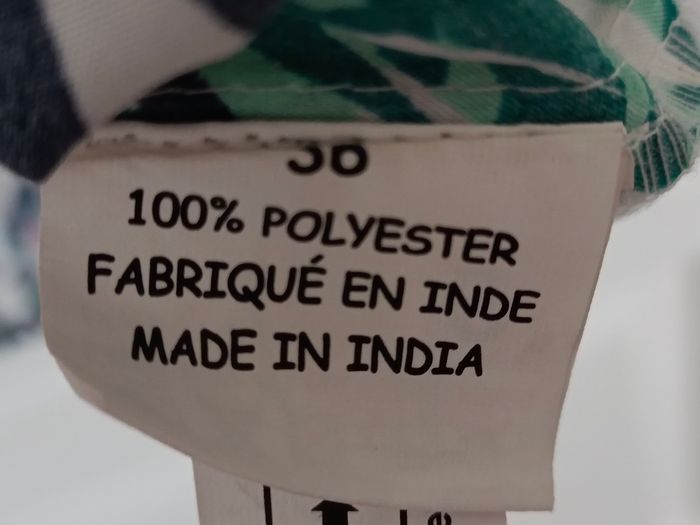 36
100% POLYESTER
FABRIQUÉ EN INDE
MADE IN INDIA